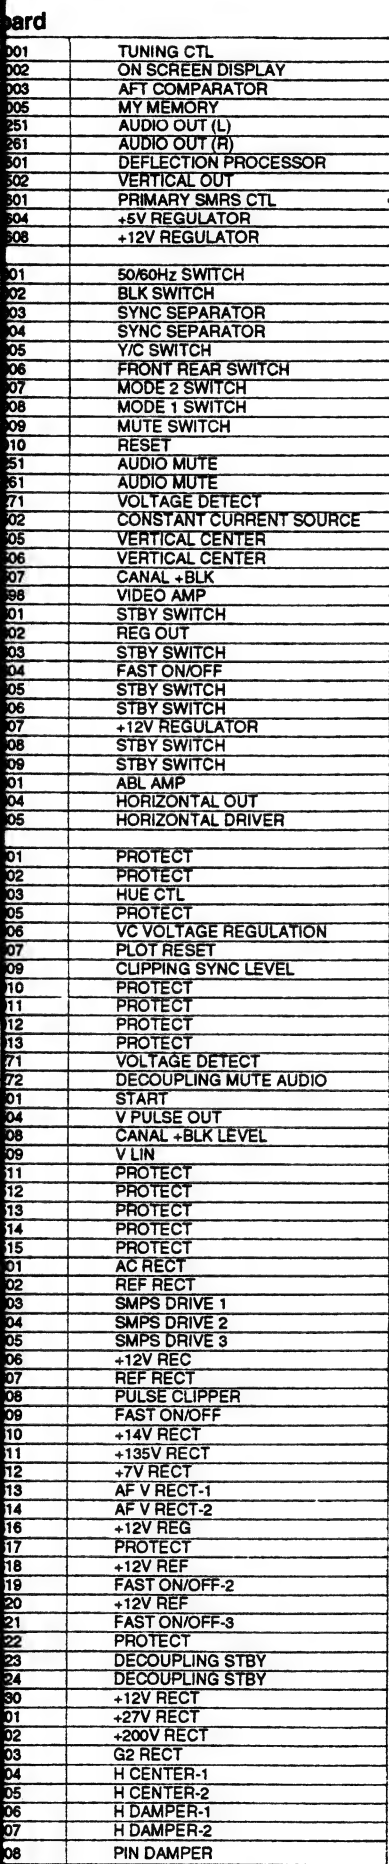 oard
001 TUNING CTL
002 ON SCREEN DISPLAY
003 AFT COMPARATOR
005 MY MEMORY
251 AUDIO OUT (L)
261 AUDIO OUT (R)
501 DEFLECTION PROCESSOR
502 VERTICAL OUT
601 PRIMARY SMRS CTL
604 +5V REGULATOR
608 +12V REGULATOR
01 50/60Hz SWITCH
02 BLK SWITCH
03 SYNC SEPARATOR
04 SYNC SEPARATOR
05 Y/C SWITCH
06 FRONT REAR SWITCH
07 MODE 2 SWITCH
08 MODE 1 SWITCH
09 MUTE SWITCH
10 RESET
51 AUDIO MUTE
61 AUDIO MUTE
71 VOLTAGE DETECT
02 CONSTANT CURRENT SOURCE
05 VERTICAL CENTER
06 VERTICAL CENTER
07 CANAL +BLK
98 VIDEO AMP
01 STBY SWITCH
02 REG OUT
03 STBY SWITCH
04 FAST ON/OFF
05 STBY SWITCH
06 STBY SWITCH
07 +12V REGULATOR
08 STBY SWITCH
09 STBY SWITCH
01 ABL AMP
04 HORIZONTAL OUT
05 HORIZONTAL DRIVER
01 PROTECT
02 PROTECT
03 HUE CTL
05 PROTECT
06 VC VOLTAGE REGULATION
07 PLOT RESET
09 CLIPPING SYNC LEVEL
10 PROTECT
11 PROTECT
12 PROTECT
13 PROTECT
71 VOLTAGE DETECT
72 DECOUPLING MUTE AUDIO
01 START
04 V PULSE OUT
08 CANAL +BLK LEVEL
09 V LIN
11 PROTECT
12 PROTECT
13 PROTECT
14 PROTECT
15 PROTECT
01 AC RECT
02 REF RECT
03 SMPS DRIVE 1
04 SMPS DRIVE 2
05 SMPS DRIVE 3
06 +12V REC
07 REF RECT
08 PULSE CLIPPER
09 FAST ON/OFF
10 +14V RECT
11 +135V RECT
12 +7V RECT
13 AF V RECT-1
14 AF V RECT-2
16 +12V REG
17 PROTECT
18 +12V REF
19 FAST ON/OFF-2
20 +12V REF
21 FAST ON/OFF-3
22 PROTECT
23 DECOUPLING STBY
24 DECOUPLING STBY
30 +12V RECT
01 +27V RECT
02 +200V RECT
03 G2 RECT
04 H CENTER-1
05 H CENTER-2
06 H DAMPER-1
07 H DAMPER-2
08 PIN DAMPER